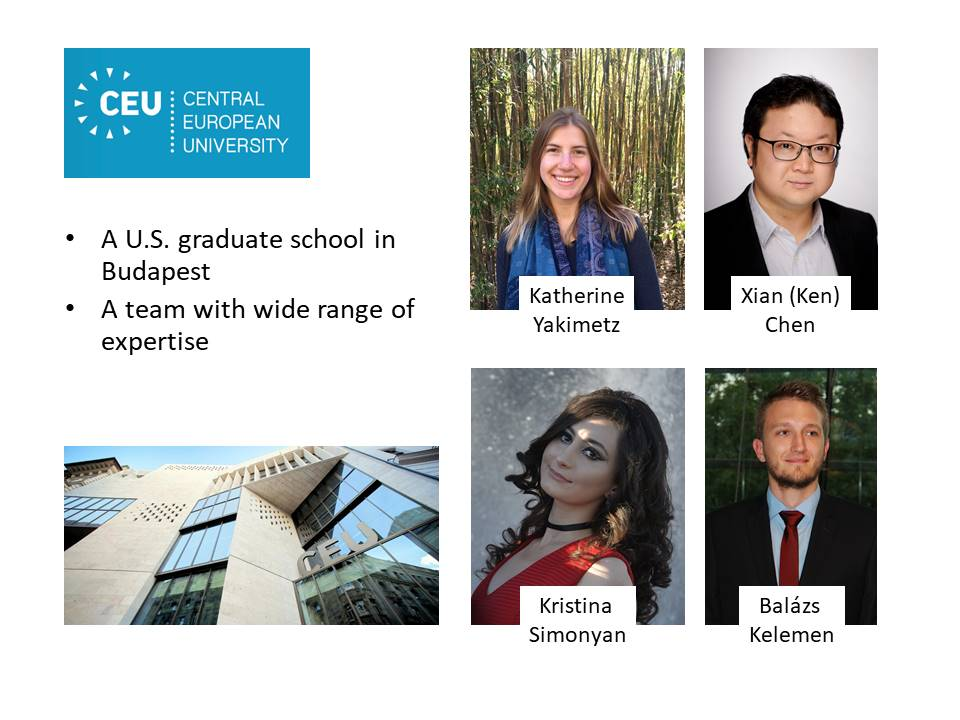 CEU
CENTRAL
EUROPEAN
UNIVERSITY
• A U.S. graduate school in
Budapest
• A team with wide range of
expertise
CEU
Katherine
Yakimetz
Xian (Ken)
Chen
Kristina
Simonyan
Balázs
Kelemen